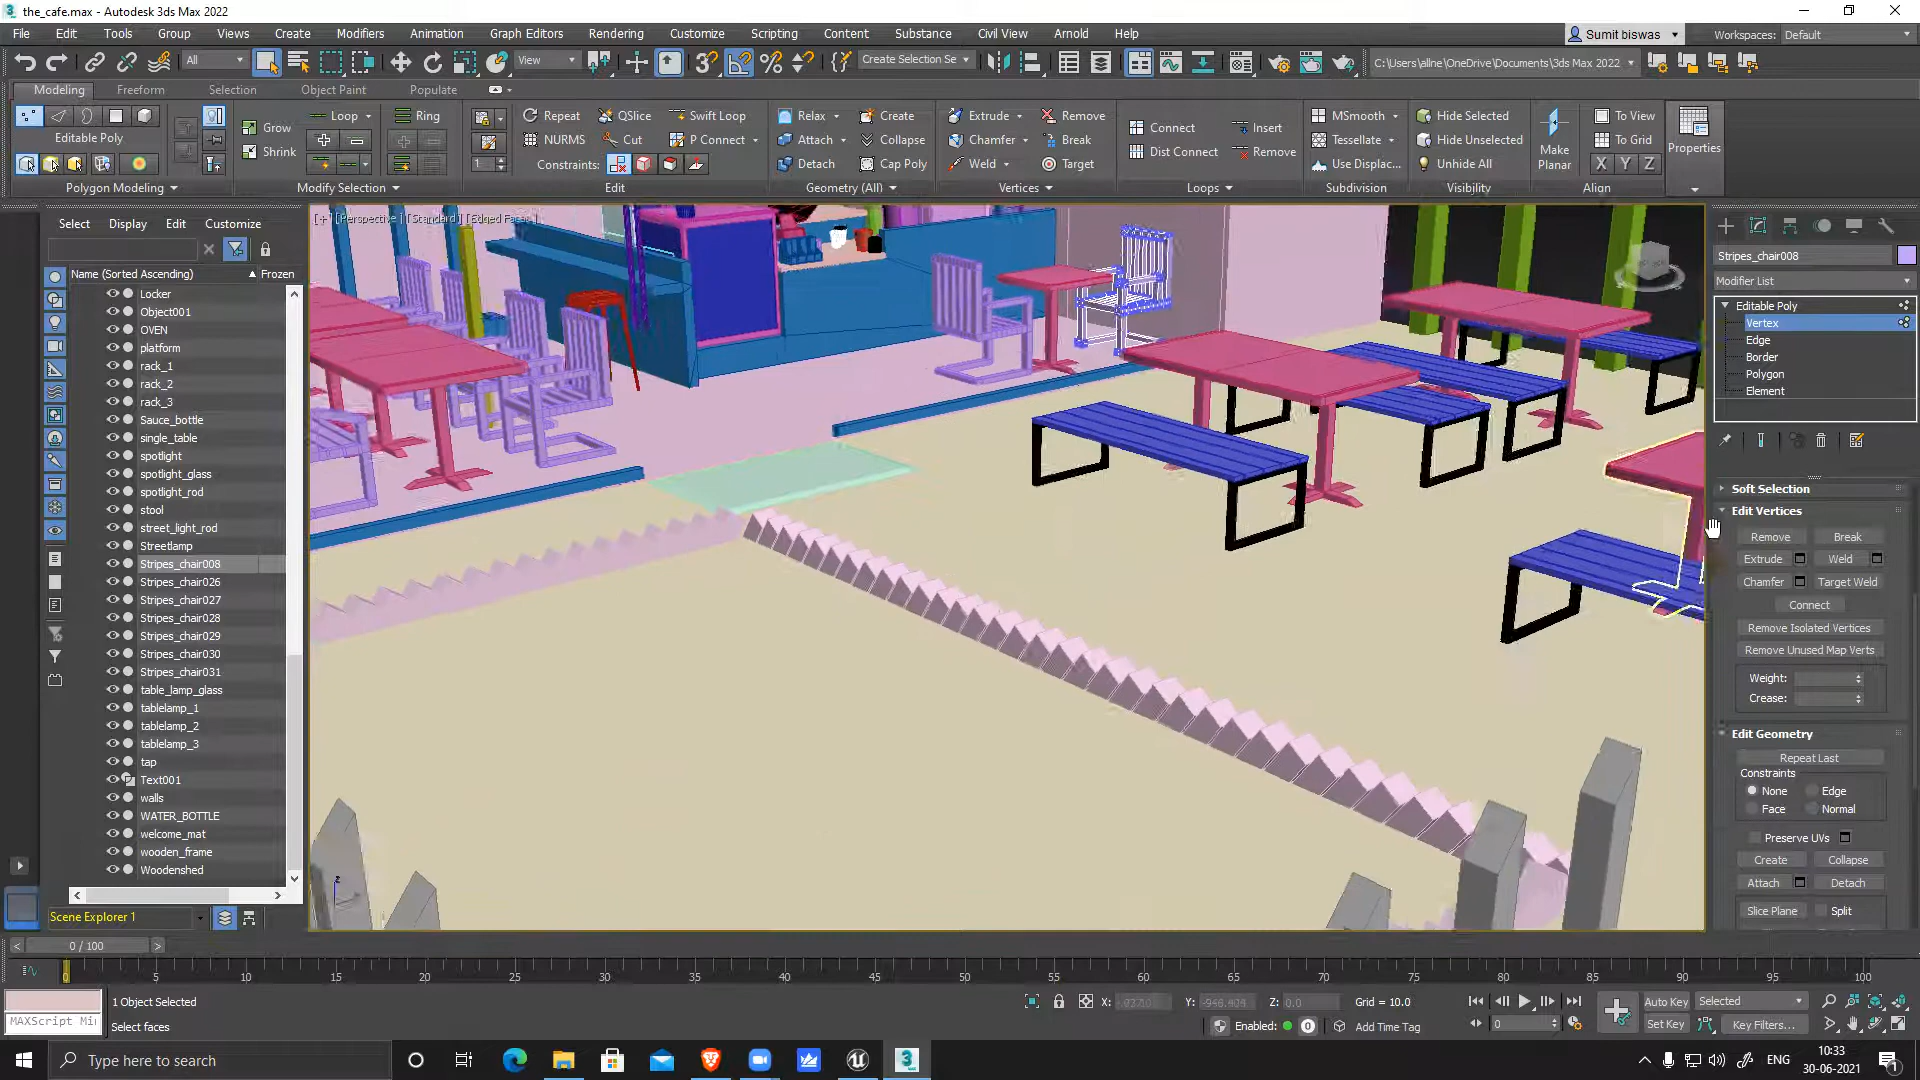 the_cafe.max - Autodesk 3ds Max 2022
File Edit Tools Group Views Create Modifiers Animation Graph Editors Rendering Customize Scripting Content Substance Civil View Arnold Help
Sumit biswas
Workspaces: Default
All
View
Create Selection Se
C:\Users\aline\OneDrive\Documents\3ds Max 2022
Modeling Freeform Selection Object Paint Populate
Editable Poly
Polygon Modeling
Loop
Grow
Shrink
Ring
Modify Selection
1
Repeat QSlice Swift Loop
NURMS Cut P Connect
Constraints:
Edit
Relax Create
Attach Collapse
Detach Cap Poly
Geometry (All)
Extrude Remove
Chamfer Break
Weld Target
Vertices
Connect Insert
Dist Connect Remove
Loops
MSmooth
Tessellate
Use Displac...
Subdivision
Hide Selected
Hide Unselected
Unhide All
Visibility
Make Planar
To View
To Grid
X Y Z
Align
Properties
Select Display Edit Customize
Name (Sorted Ascending) Frozen
Locker
Object001
OVEN
platform
rack_1
rack_2
rack_3
Sauce_bottle
single_table
spotlight
spotlight_glass
spotlight_rod
stool
street_light_rod
Streetlamp
Stripes_chair008
Stripes_chair026
Stripes_chair027
Stripes_chair028
Stripes_chair029
Stripes_chair030
Stripes_chair031
table_lamp_glass
tablelamp_1
tablelamp_2
tablelamp_3
tap
Text001
walls
WATER_BOTTLE
welcome_mat
wooden_frame
Woodenshed
Scene Explorer 1
[+] [Perspective] [Standard] [Edged Faces]
z
Stripes_chair008
Modifier List
Editable Poly
Vertex
Edge
Border
Polygon
Element
Soft Selection
Edit Vertices
Remove Break
Extrude Weld
Chamfer Target Weld
Connect
Remove Isolated Vertices
Remove Unused Map Verts
Weight:
Crease:
Edit Geometry
Repeat Last
Constraints
None Edge
Face Normal
Preserve UVs
Create Collapse
Attach Detach
Slice Plane Split
< 0 / 100 >
0 5 10 15 20 25 30 35 40 45 50 55 60 65 70 75 80 85 90 95 100
1 Object Selected
MAXScript Mi
Select faces
X: Y: -946.404 Z: 0.0 Grid = 10.0
Enabled: 0 Add Time Tag
0
Auto Key Selected
Set Key Key Filters...
Type here to search
ENG
10:33
30-06-2021
1